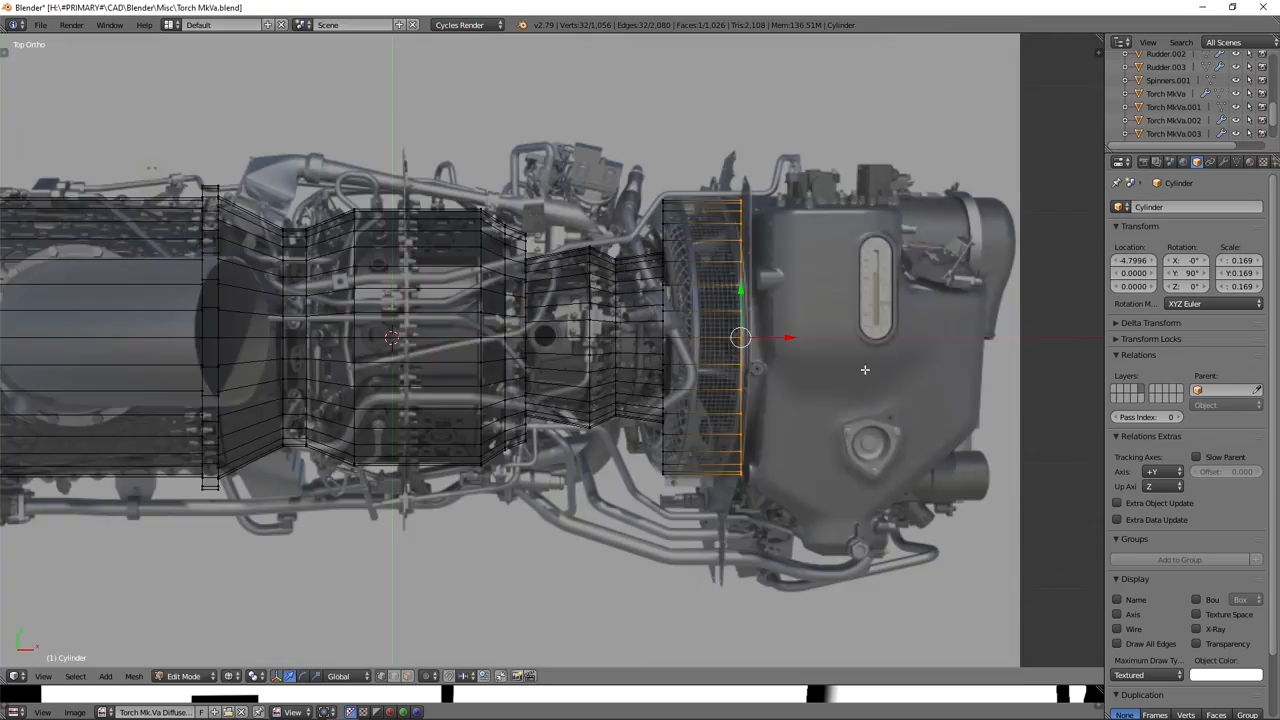 Blender* [H:\#PRIMARY#\CAD\Blender\Misc\Torch MkVa.blend]
File Render Window Help Default Scene Cycles Render v2.79 | Verts:32/1,056 | Edges:32/2,080 | Faces:1/1,026 | Tris:2,108 | Mem:136.51M | Cylinder
Top Ortho
View Search All Scenes
Rudder.002
Rudder.003
Spinners.001
Torch MkVa
Torch MkVa.001
Torch MkVa.002
Torch MkVa.003
Cylinder
Cylinder
Transform
Location: Rotation: Scale:
-4.7996 X: -0° : 0.169
0.0000 Y: 90° Y:0.169
0.0000 Z: 0° : 0.169
Rotation M... XYZ Euler
Delta Transform
Transform Locks
Relations
Layers: Parent:
Object
Pass Index: 0
Relations Extras
Tracking Axes: Slow Parent
Axis: +Y Offset: 0.000
Up Axi Z
Extra Object Update
Extra Data Update
Groups
Add to Group
Display
Name Bou Box
Axis Texture Space
Wire X-Ray
Draw All Edges Transparency
Maximum Draw Ty... Object Color:
Textured
Duplication
None Frames Verts Faces Group
(1) Cylinder
View Select Add Mesh Edit Mode Global
View Image Torch Mk.Va Diffuse... F View